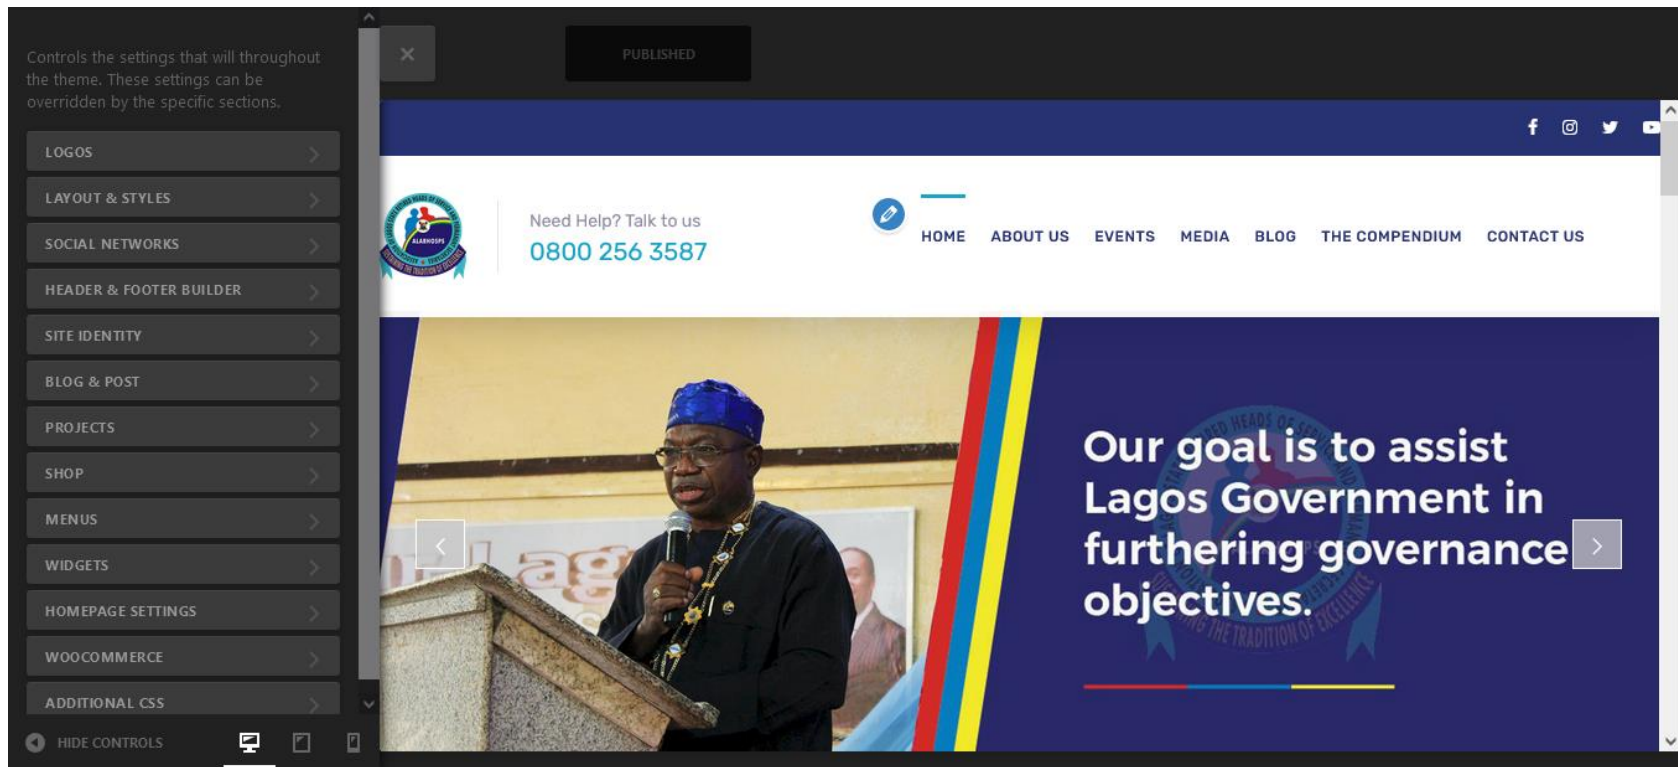 Controls the settings that will throughout
the theme. These settings can be
overridden by the specific sections.
LOGOS
LAYOUT & STYLES
SOCIAL NETWORKS
HEADER & FOOTER BUILDER
SITE IDENTITY
BLOG & POST
PROJECTS
SHOP
MENUS
WIDGETS
HOMEPAGE SETTINGS
WOOCOMMERCE
ADDITIONAL CSS
HIDE CONTROLS
PUBLISHED
ALARHOSPS
Need Help? Talk to us
0800 256 3587
HOME ABOUT US EVENTS MEDIA BLOG THE COMPENDIUM CONTACT US
Our goal is to assist
Lagos Government in
furthering governance
objectives.